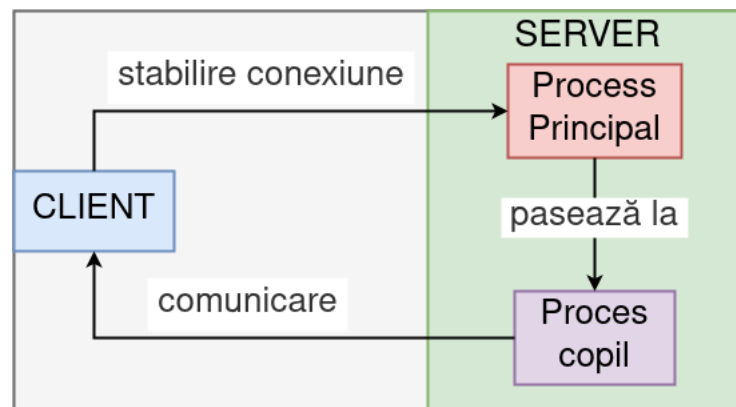 SERVER
stabilire conexiune
Process
Principal
CLIENT
pasează la
comunicare
Proces
copil